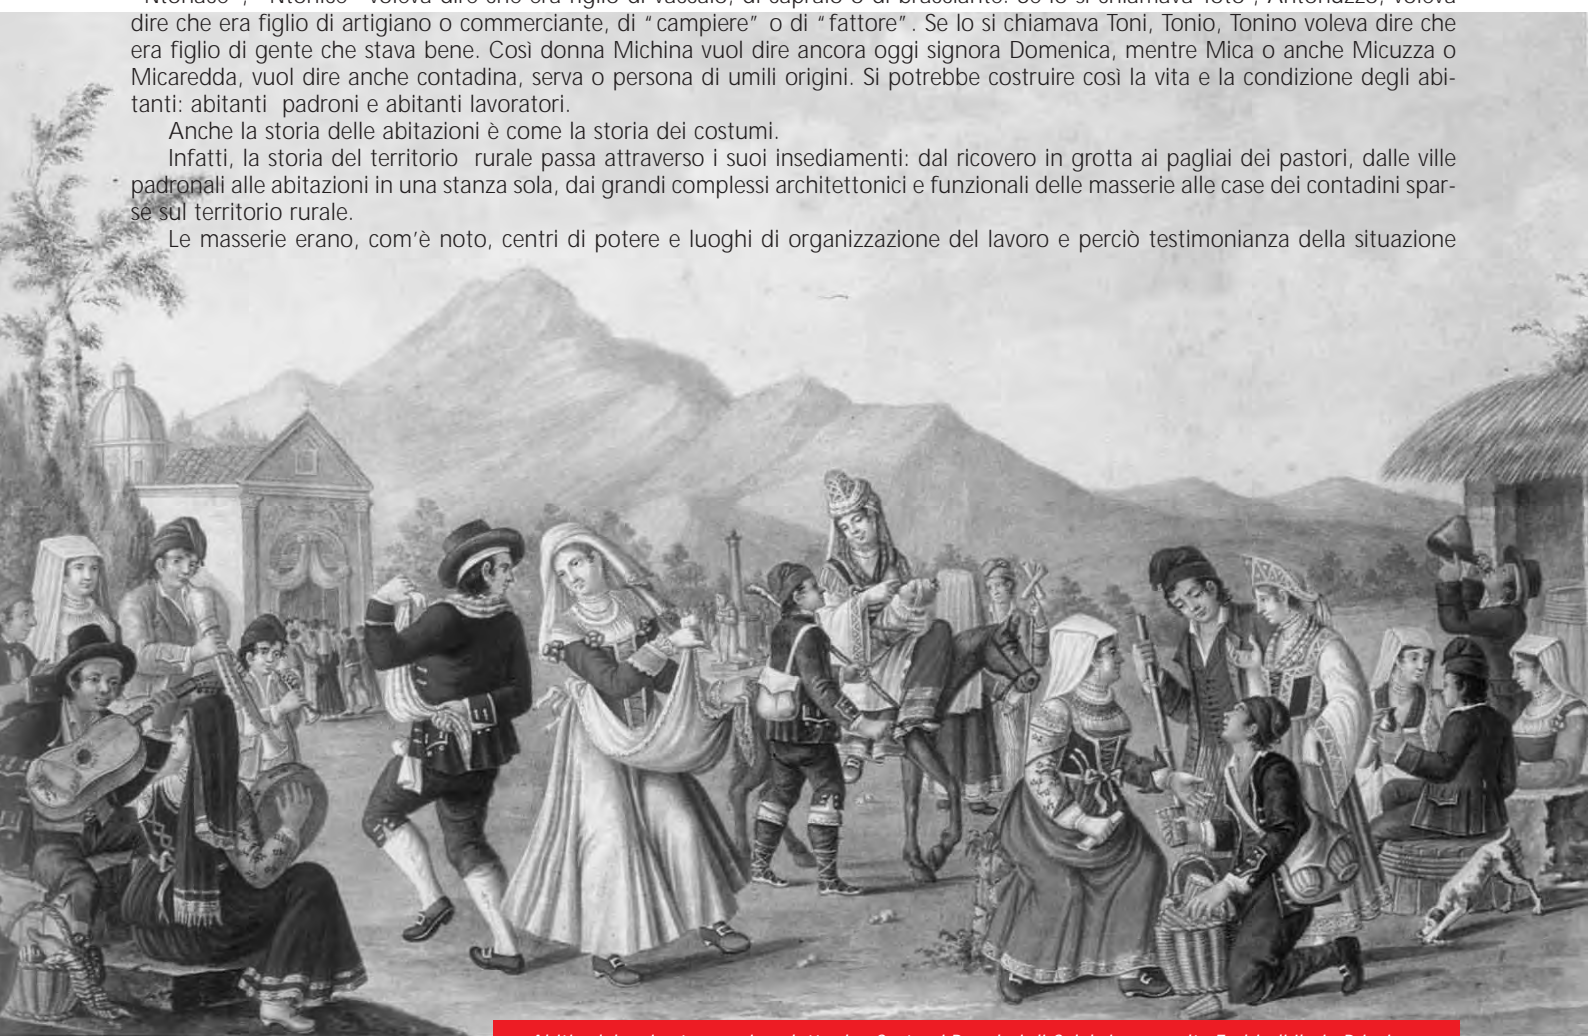 dire che era figlio di artigiano o commerciante, di “campiere” o di “fattore”. Se lo si chiamava Toni, Tonio, Tonino voleva dire che
era figlio di gente che stava bene. Così donna Michina vuol dire ancora oggi signora Domenica, mentre Mica o anche Micuzza o
Micaredda, vuol dire anche contadina, serva o persona di umili origini. Si potrebbe costruire così la vita e la condizione degli abi-
tanti: abitanti padroni e abitanti lavoratori.
Anche la storia delle abitazioni è come la storia dei costumi.
Infatti, la storia del territorio rurale passa attraverso i suoi insediamenti: dal ricovero in grotta ai pagliai dei pastori, dalle ville
padronali alle abitazioni in una stanza sola, dai grandi complessi architettonici e funzionali delle masserie alle case dei contadini spar-
se sul territorio rurale.
Le masserie erano, com’è noto, centri di potere e luoghi di organizzazione del lavoro e perciò testimonianza della situazione